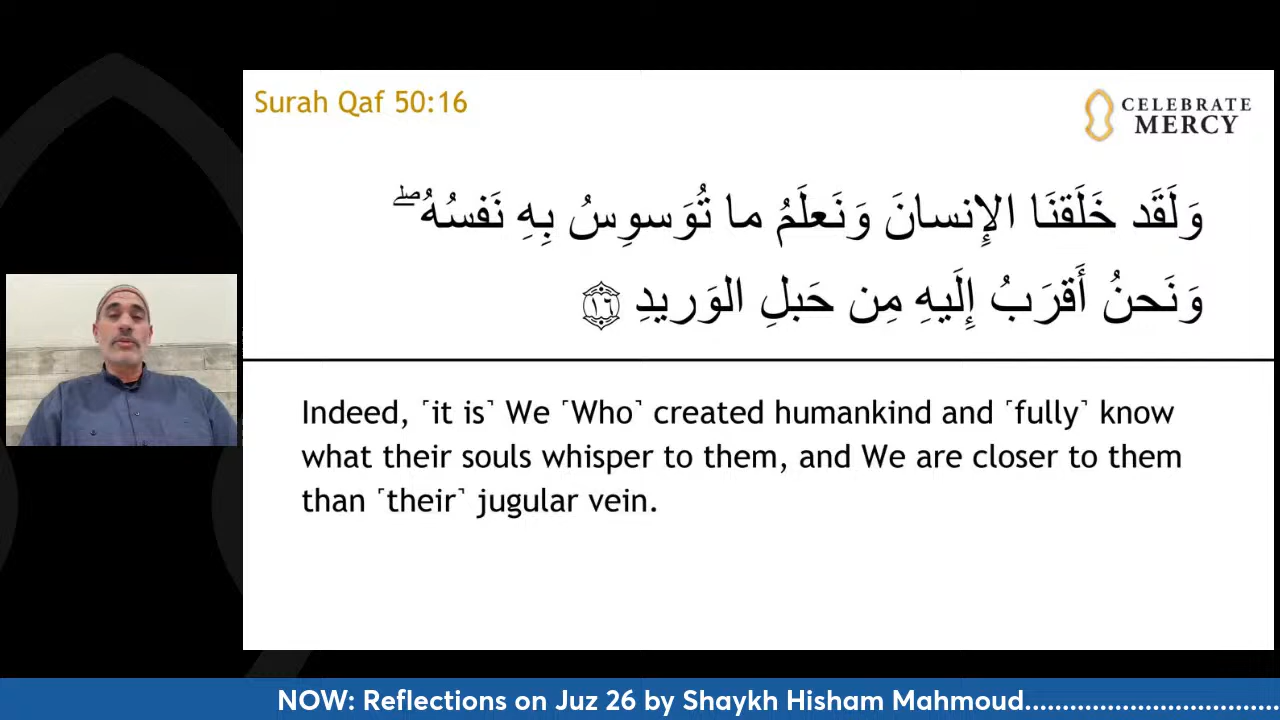 Surah Qaf 50:16
CELEBRATE
MERCY
وَلَقَد خَلَقنَا الإِنسانَ وَنَعلَمُ ما تُوَسوِسُ بِهِ نَفسُهُ ۖ
وَنَحنُ أَقرَبُ إِلَيهِ مِن حَبلِ الوَريدِ ۝١٦
Indeed, ˹it is˺ We ˹Who˺ created humankind and ˹fully˺ know
what their souls whisper to them, and We are closer to them
than ˹their˺ jugular vein.
NOW: Reflections on Juz 26 by Shaykh Hisham Mahmoud...................................